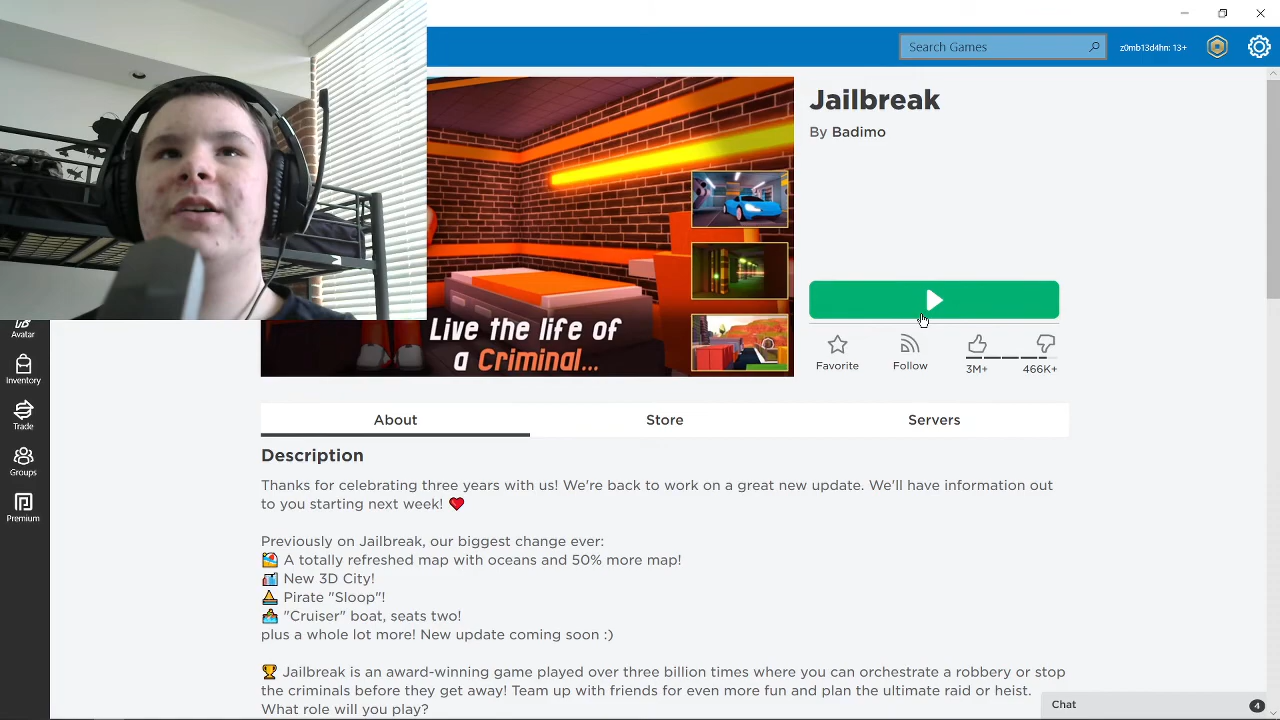 Search Games
z0mb13d4hn: 13+
Jailbreak
By Badimo
Live the life of
a Criminal...
Favorite
Follow
3M+
466K+
Avatar
Inventory
Trade
Groups
Premium
About
Store
Servers
Description
Thanks for celebrating three years with us! We're back to work on a great new update. We'll have information out
to you starting next week! ❤️
Previously on Jailbreak, our biggest change ever:
🗺️ A totally refreshed map with oceans and 50% more map!
🏙️ New 3D City!
⛵ Pirate "Sloop"!
🚣 "Cruiser" boat, seats two!
plus a whole lot more! New update coming soon :)
🏆 Jailbreak is an award-winning game played over three billion times where you can orchestrate a robbery or stop
the criminals before they get away! Team up with friends for even more fun and plan the ultimate raid or heist.
What role will you play?
Chat
4